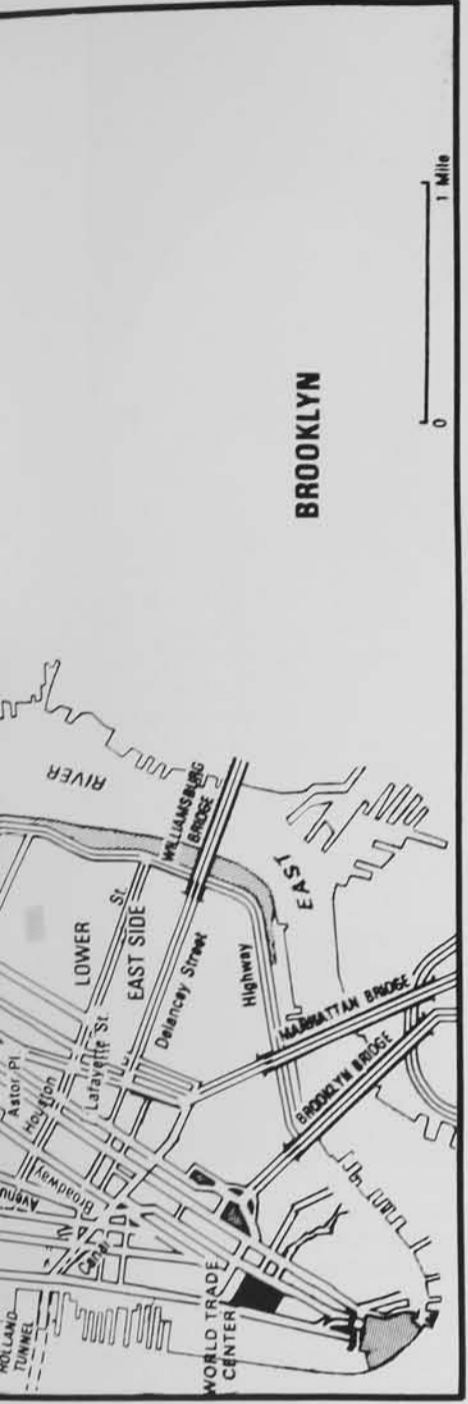 BROOKLYN
0
1 Mile
RIVER
WILLIAMSBURG
BRIDGE
EAST
LOWER
EAST SIDE
St.
Delancey Street
Highway
MANHATTAN BRIDGE
BROOKLYN BRIDGE
Astor Pl.
Houston
Lafayette St.
Broadway
Canal
HOLLAND
TUNNEL
WORLD TRADE
CENTER